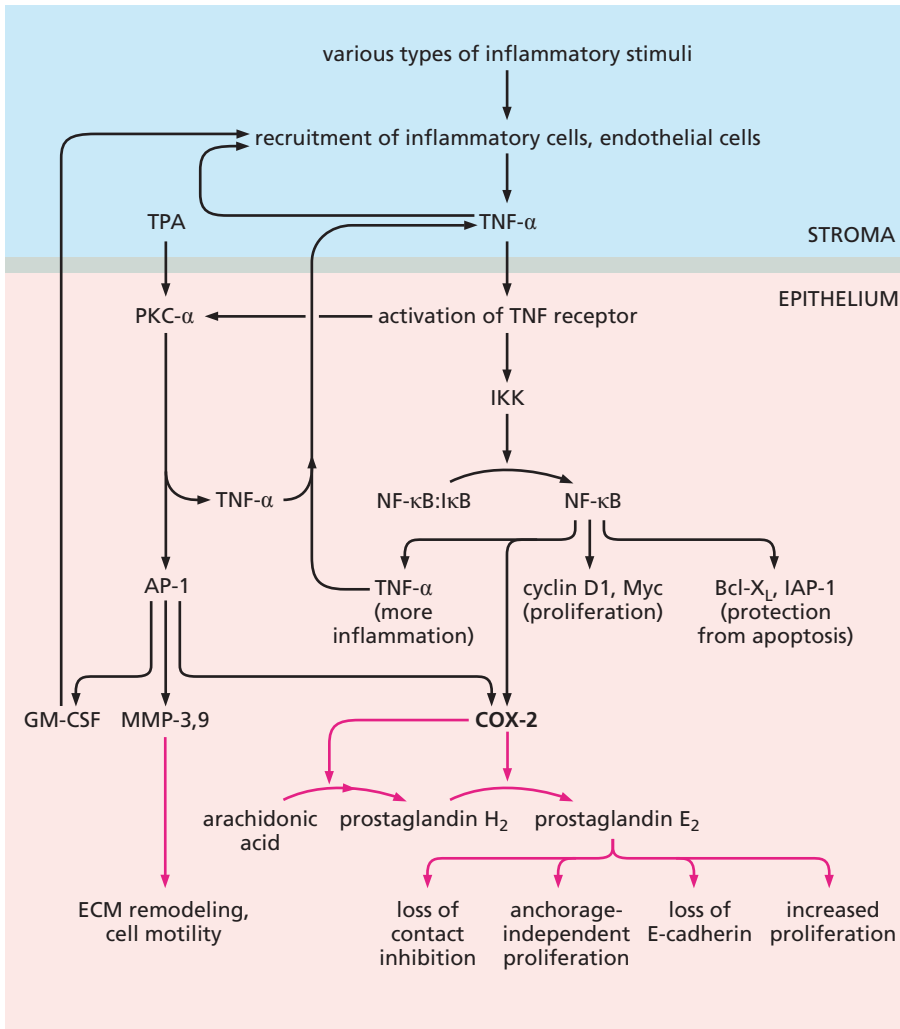 various types of inflammatory stimuli
recruitment of inflammatory cells, endothelial cells
TPA
TNF-α
STROMA
EPITHELIUM
PKC-α
activation of TNF receptor
IKK
TNF-α
NF-κB:IκB
NF-κB
AP-1
TNF-α
(more
inflammation)
cyclin D1, Myc
(proliferation)
Bcl-X_L, IAP-1
(protection
from apoptosis)
GM-CSF
MMP-3,9
COX-2
arachidonic
acid
prostaglandin H₂
prostaglandin E₂
ECM remodeling,
cell motility
loss of
contact
inhibition
anchorage-
independent
proliferation
loss of
E-cadherin
increased
proliferation